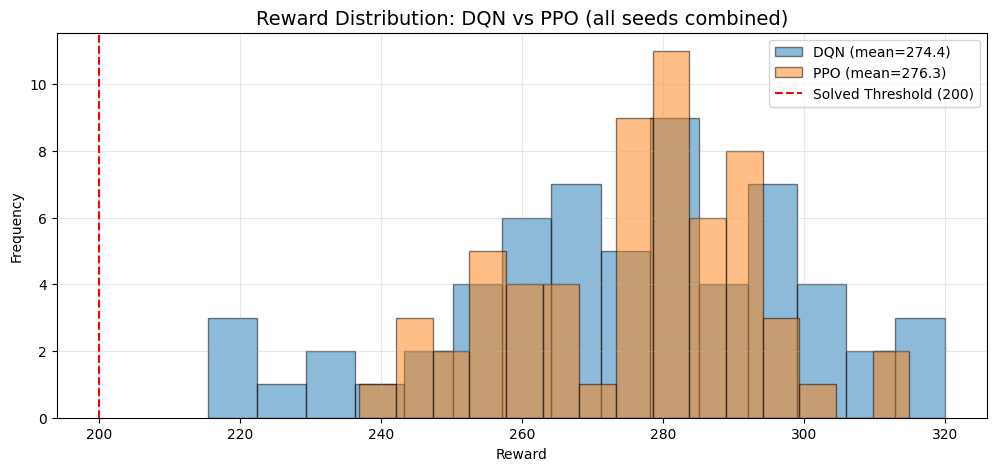 Reward Distribution: DQN vs PPO (all seeds combined)
DQN (mean=274.4)
PPO (mean=276.3)
Solved Threshold (200)
Frequency
10
8
6
4
2
0
200 220 240 260 280 300 320
Reward